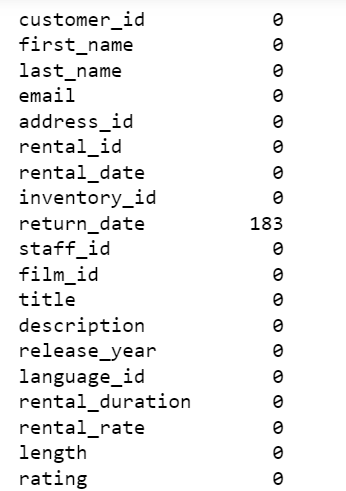 customer_id 0
first_name 0
last_name 0
email 0
address_id 0
rental_id 0
rental_date 0
inventory_id 0
return_date 183
staff_id 0
film_id 0
title 0
description 0
release_year 0
language_id 0
rental_duration 0
rental_rate 0
length 0
rating 0